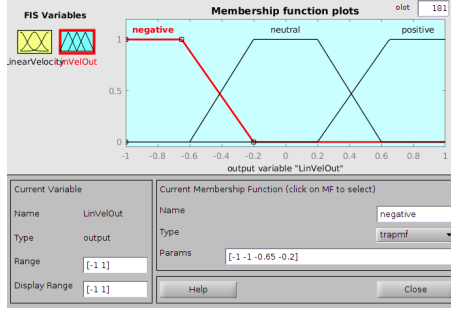 FIS Variables
LinearVelocity
LinVelOut
Membership function plots
plot
181
negative
neutral
positive
1
0.5
0
-1 -0.8 -0.6 -0.4 -0.2 0 0.2 0.4 0.6 0.8 1
output variable "LinVelOut"
Current Variable
Name LinVelOut
Type output
Range [-1 1]
Display Range [-1 1]
Current Membership Function (click on MF to select)
Name negative
Type trapmf
Params [-1 -1 -0.65 -0.2]
Help Close